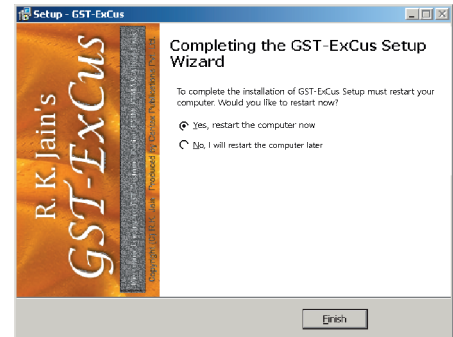 Setup - GST-ExCus
R. K. Jain's
GST-ExCus
Completing the GST-ExCus Setup
Wizard
To complete the installation of GST-ExCus Setup must restart your
computer. Would you like to restart now?
Yes, restart the computer now
No, I will restart the computer later
Finish